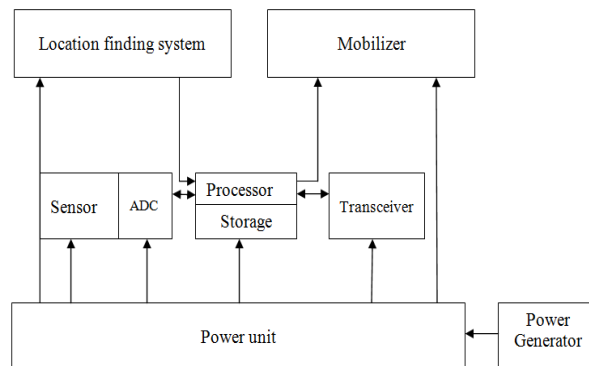 Location finding system
Mobilizer
Sensor
ADC
Processor
Storage
Transceiver
Power unit
Power
Generator